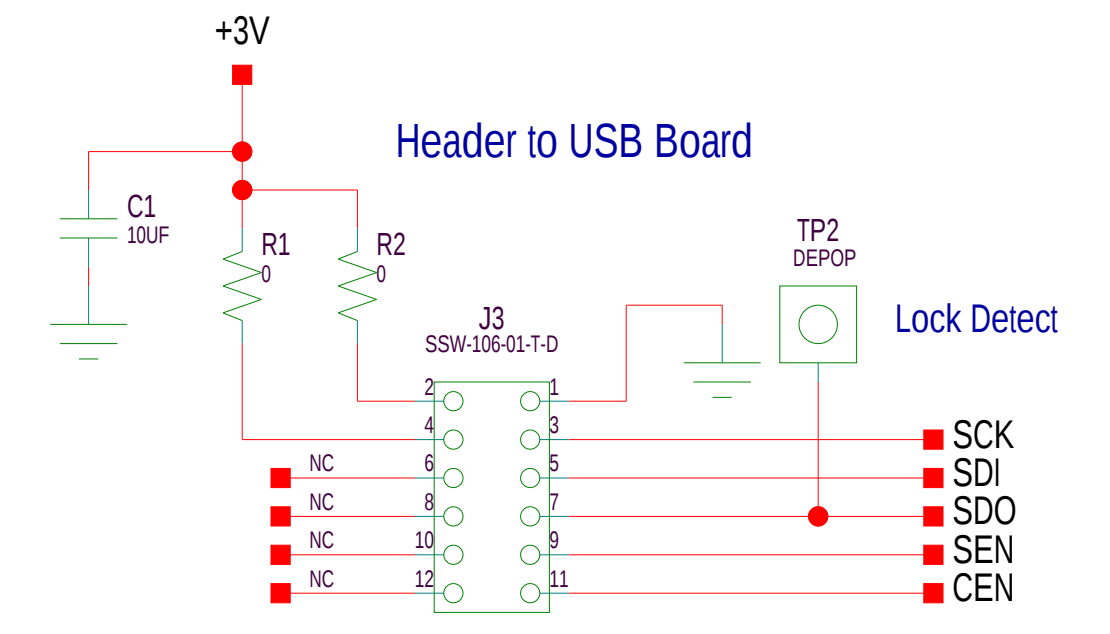 +3V
Header to USB Board
C1
10UF
R1
0
R2
0
TP2
DEPOP
Lock Detect
J3
SSW-106-01-T-D
2
1
4
3
SCK
NC
6
5
SDI
NC
8
7
SDO
NC
10
9
SEN
NC
12
11
CEN